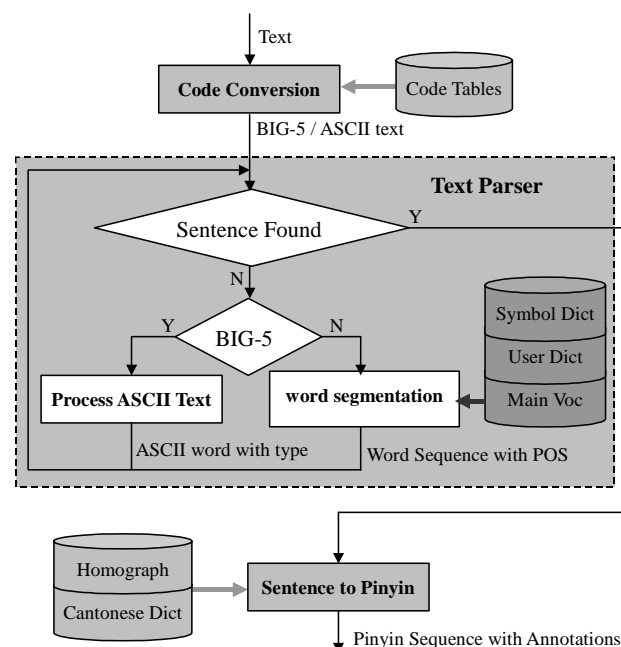 Text
Code Conversion
Code Tables
BIG-5 / ASCII text
Text Parser
Sentence Found
Y
N
Y
BIG-5
N
Symbol Dict
User Dict
Main Voc
Process ASCII Text
word segmentation
ASCII word with type
Word Sequence with POS
Homograph
Cantonese Dict
Sentence to Pinyin
Pinyin Sequence with Annotations